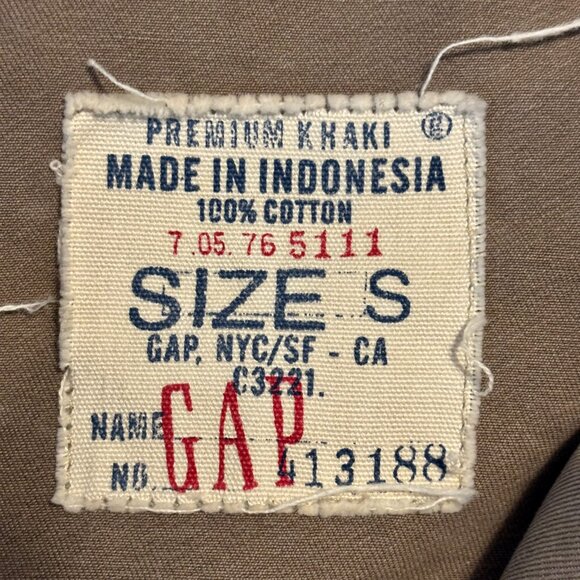 PREMIUM KHAKI ®
MADE IN INDONESIA
100% COTTON
7.05.76 5111
SIZE S
GAP, NYC/SF - CA
C3221.
NAME
GAP
NO. 413188